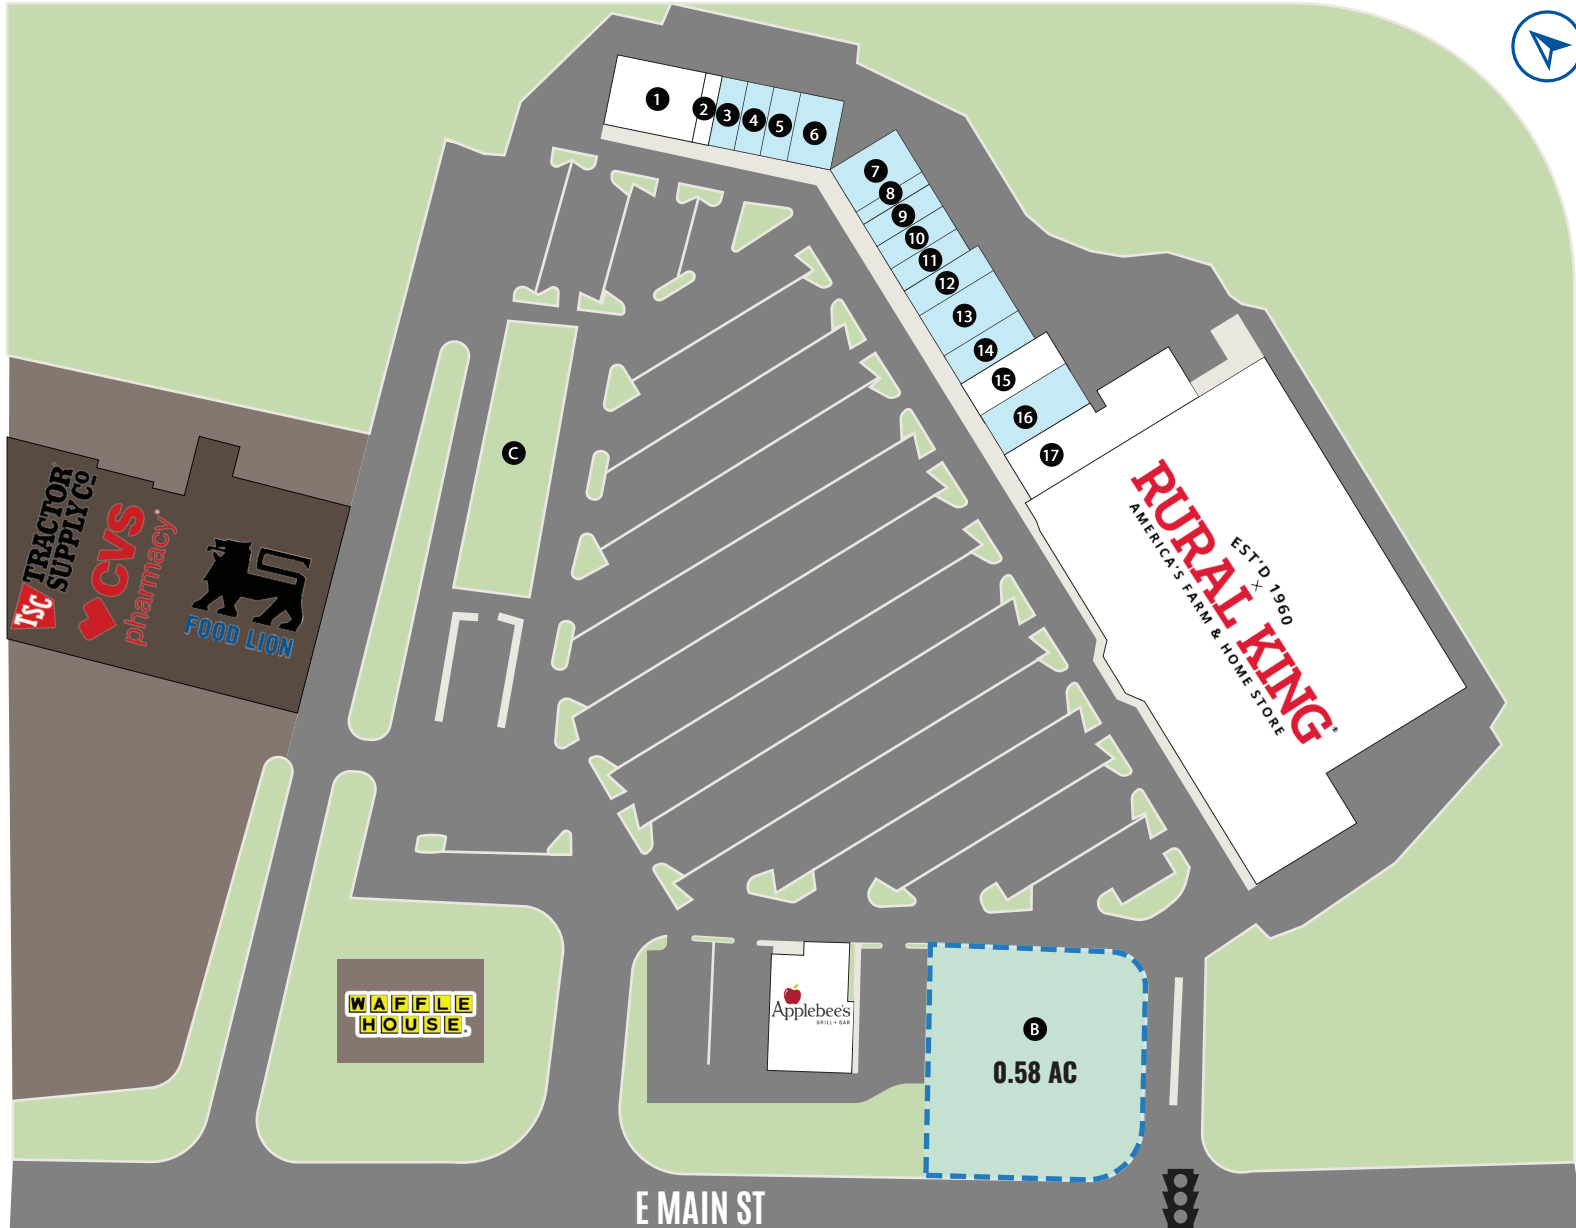 1
2
3
4
5
6
7
8
9
10
11
12
13
14
15
16
17
C
TSC
TRACTOR
SUPPLY CO
CVS
pharmacy
FOOD LION
RURAL KING®
EST'D 1960
AMERICA'S FARM & HOME STORE
WAFFLE
HOUSE.
Applebee's
GRILL + BAR
B
0.58 AC
E MAIN ST